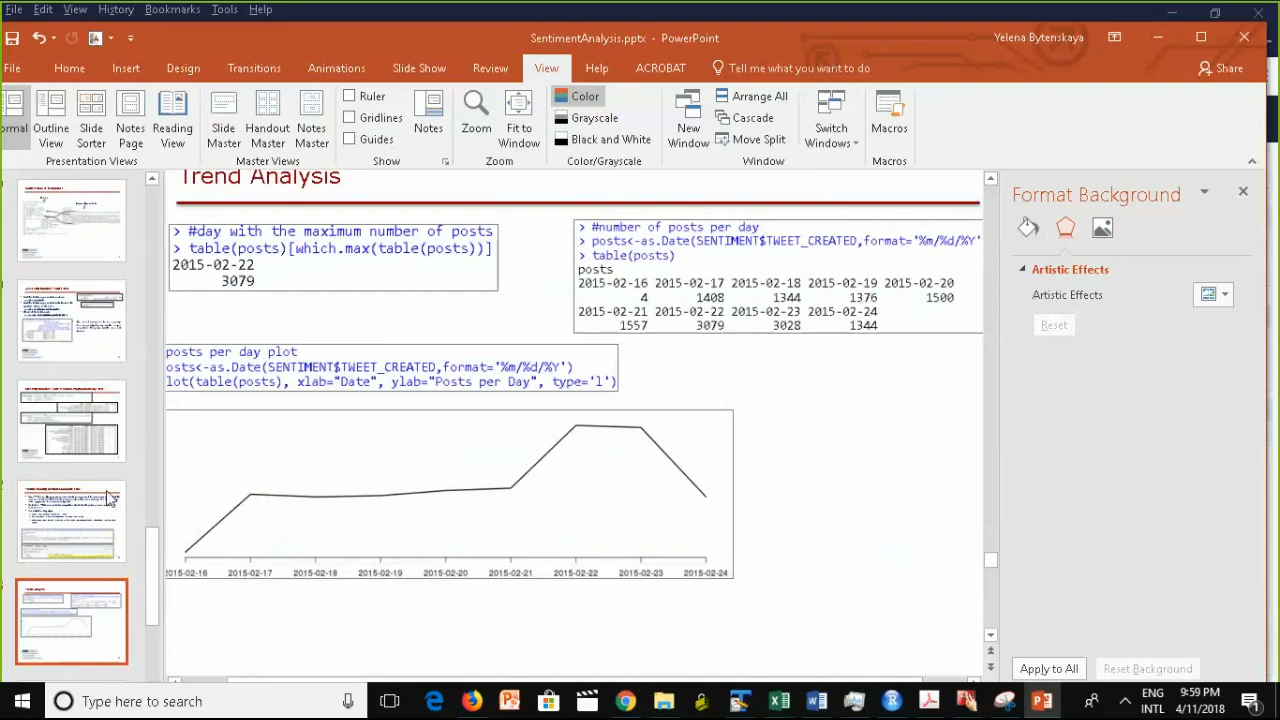 File Edit View History Bookmarks Tools Help
SentimentAnalysis.pptx - PowerPoint
Yelena Bytenskaya
File Home Insert Design Transitions Animations Slide Show Review View Help ACROBAT Tell me what you want to do Share
Outline View
Slide Sorter
Notes Page
Reading View
Presentation Views
Slide Master
Handout Master
Notes Master
Master Views
Ruler
Gridlines
Guides
Show
Notes
Zoom
Fit to Window
Zoom
Color
Grayscale
Black and White
Color/Grayscale
New Window
Arrange All
Cascade
Move Split
Switch Windows
Window
Macros
Macros
Trend Analysis
> #day with the maximum number of posts
> table(posts)[which.max(table(posts))]
2015-02-22
3079
> #number of posts per day
> posts<-as.Date(SENTIMENT$TWEET_CREATED,format='%m/%d/%Y'
> table(posts)
posts
2015-02-16 2015-02-17 2015-02-18 2015-02-19 2015-02-20
4 1408 1344 1376 1500
2015-02-21 2015-02-22 2015-02-23 2015-02-24
1557 3079 3028 1344
posts per day plot
osts<-as.Date(SENTIMENT$TWEET_CREATED,format='%m/%d/%Y')
lot(table(posts), xlab="Date", ylab="Posts per Day", type='l')
2015-02-16 2015-02-17 2015-02-18 2015-02-19 2015-02-20 2015-02-21 2015-02-22 2015-02-23 2015-02-24
Format Background
Artistic Effects
Artistic Effects
Reset
Apply to All
Reset Background
Type here to search
ENG
INTL
9:59 PM
4/11/2018